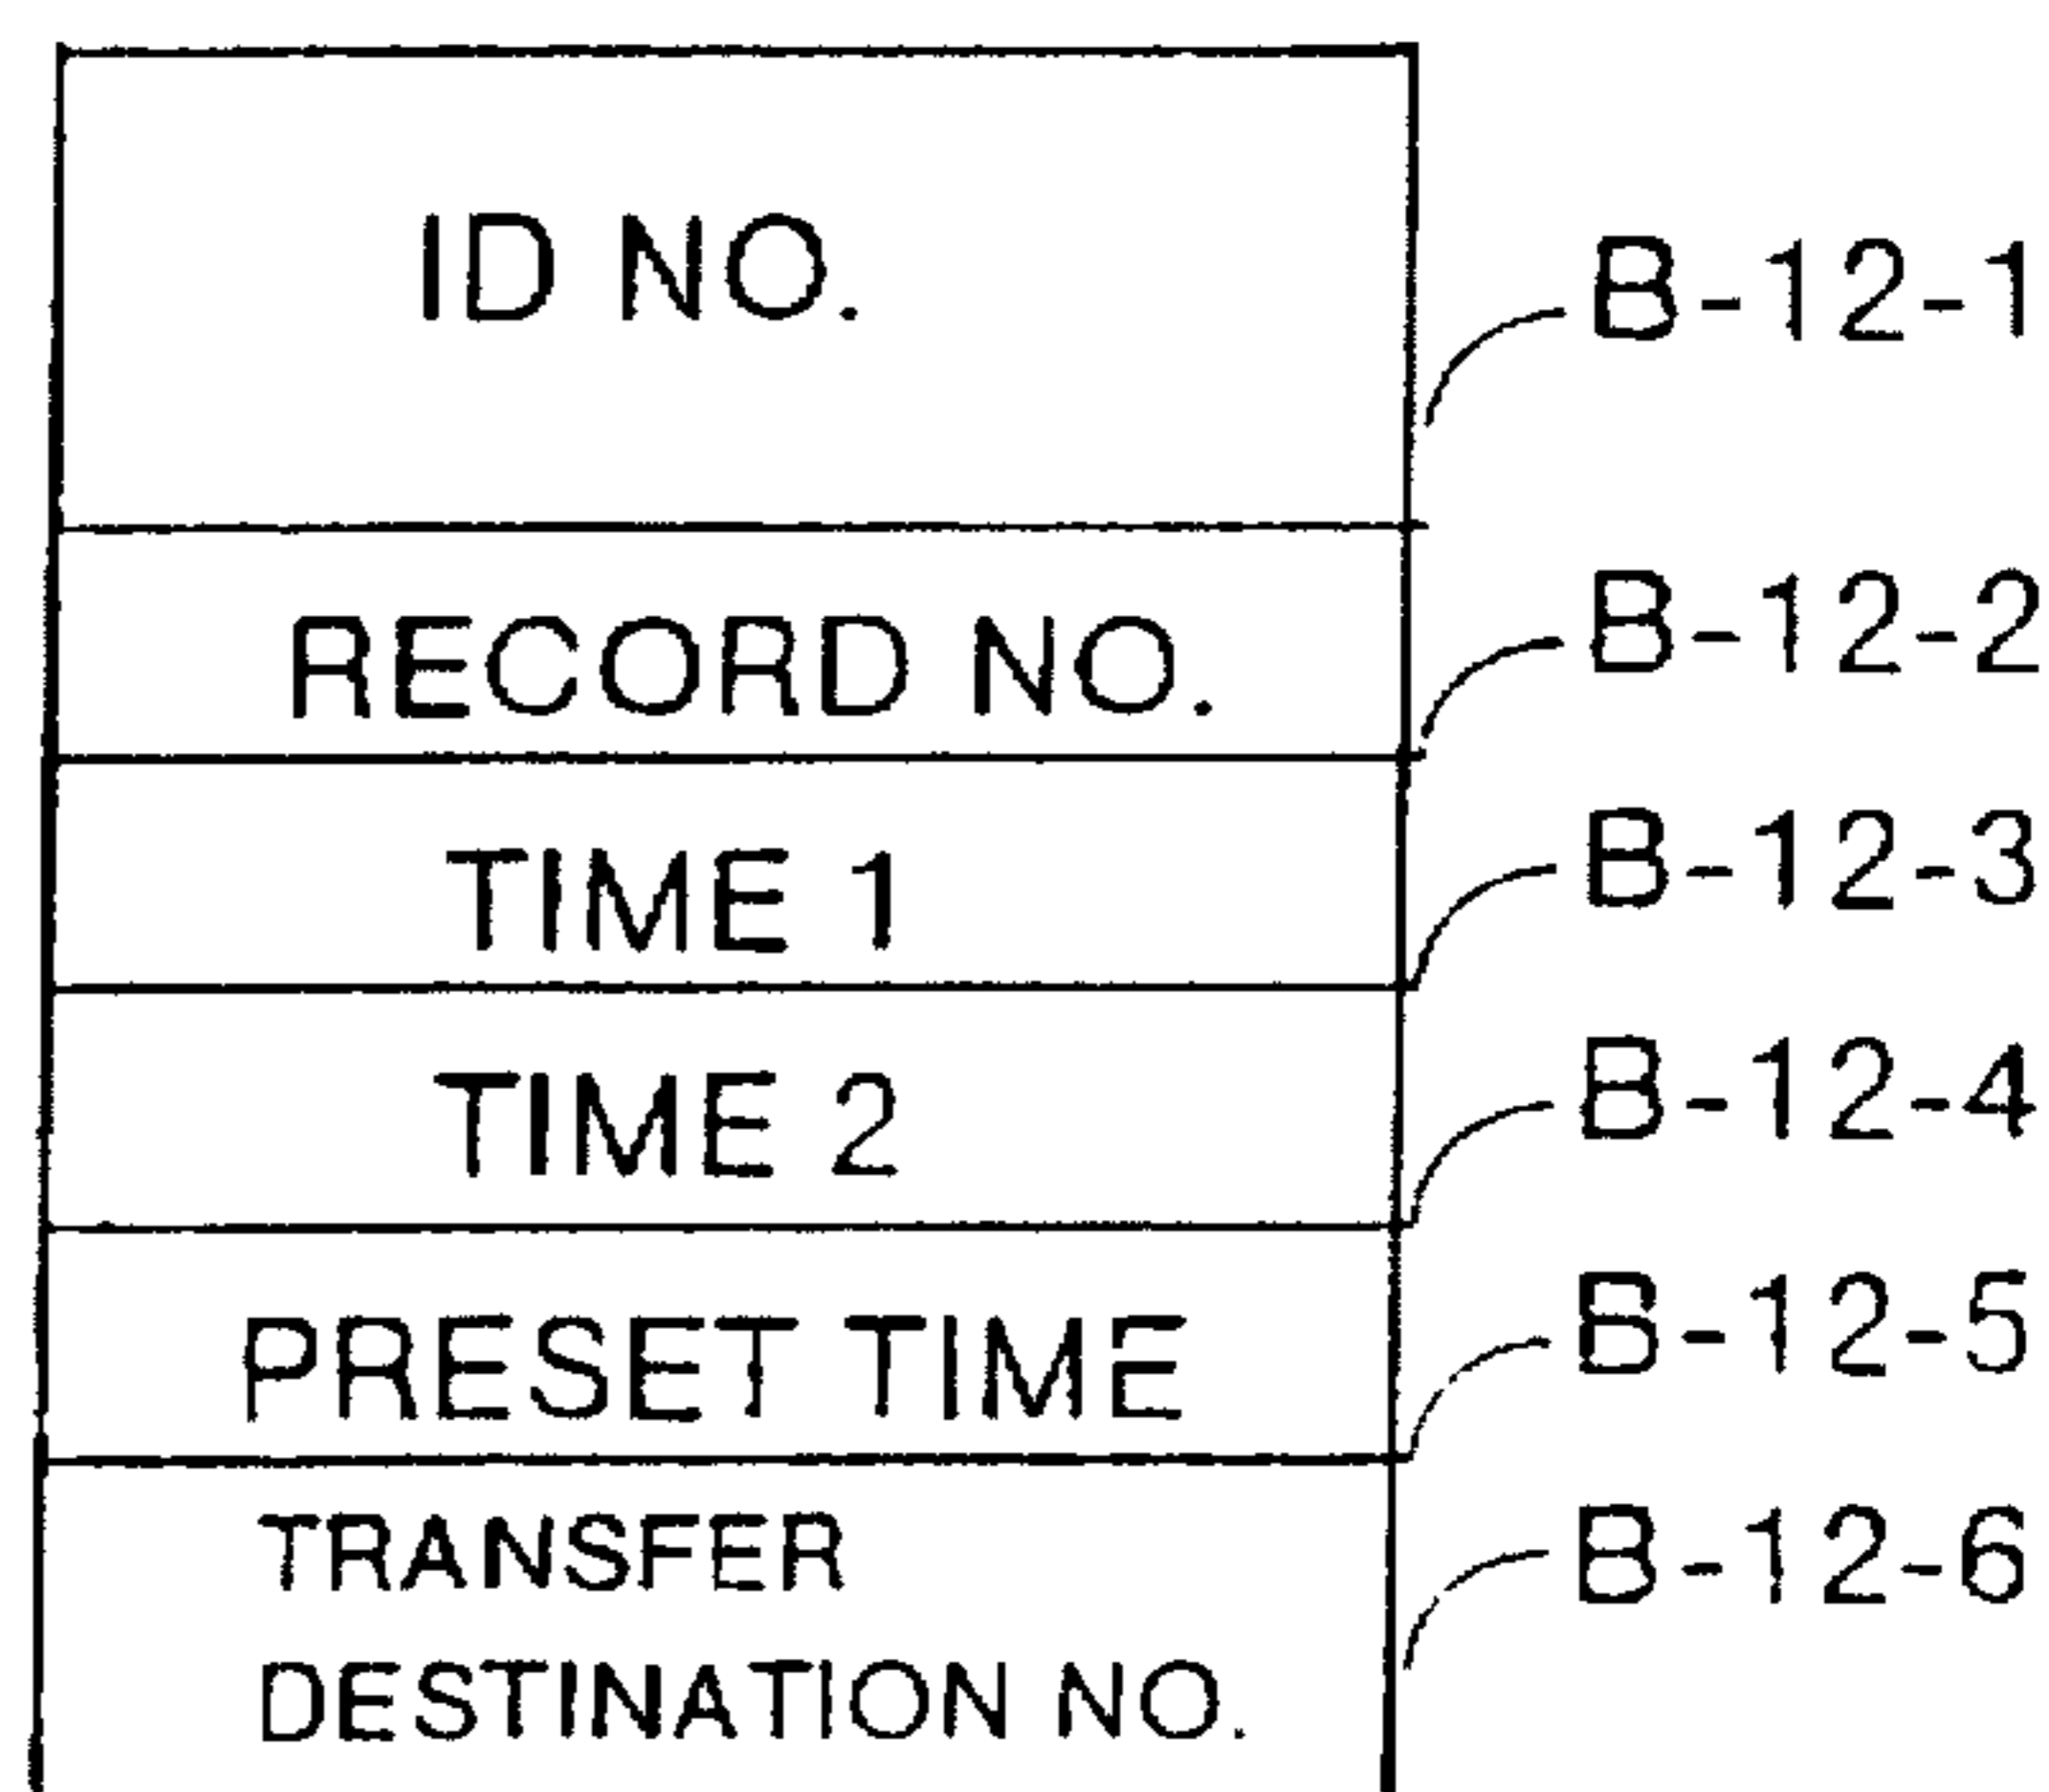 ID NO.
B-12-1
RECORD NO.
B-12-2
TIME 1
B-12-3
TIME 2
B-12-4
PRESET TIME
B-12-5
TRANSFER
B-12-6
DESTINATION NO.